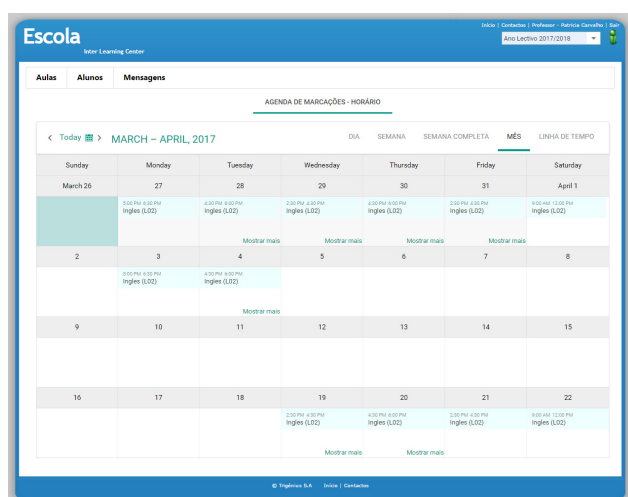 Início | Contactos | Professor - Patricia Carvalho | Sair
Escola
Inter Learning Center
Ano Lectivo 2017/2018
Aulas Alunos Mensagens
AGENDA DE MARCAÇÕES - HORÁRIO
Today MARCH – APRIL, 2017 DIA SEMANA SEMANA COMPLETA MÊS LINHA DE TEMPO
Sunday Monday Tuesday Wednesday Thursday Friday Saturday
March 26 27 28 29 30 31 April 1
5:00 PM 6:30 PM 4:30 PM 6:00 PM 2:30 PM 4:30 PM 4:30 PM 6:00 PM 2:30 PM 4:30 PM 9:00 AM 12:00 PM
Ingles (L02) Ingles (L02) Ingles (L02) Ingles (L02) Ingles (L02) Ingles (L02)
Mostrar mais Mostrar mais Mostrar mais Mostrar mais
2 3 4 5 6 7 8
5:00 PM 6:30 PM 4:30 PM 6:00 PM
Ingles (L02) Ingles (L02)
Mostrar mais
9 10 11 12 13 14 15
16 17 18 19 20 21 22
2:30 PM 4:30 PM 4:30 PM 6:00 PM 2:30 PM 4:30 PM 9:00 AM 12:00 PM
Ingles (L02) Ingles (L02) Ingles (L02) Ingles (L02)
Mostrar mais Mostrar mais
S.A Início | Contactos